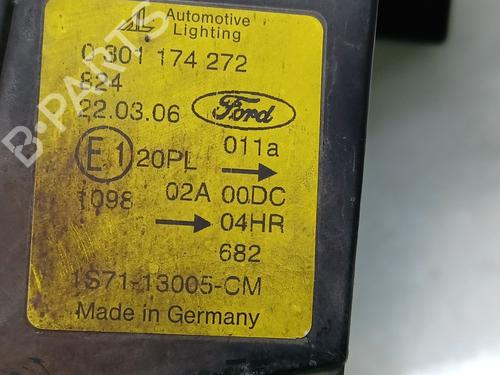 AL Automotive
Lighting
0 301 174 272
824
22.03.06 Ford
E1 20PL 011a
1098 02A 00DC
04HR
682
1S71-13005-CM
Made in Germany
B-PARTS